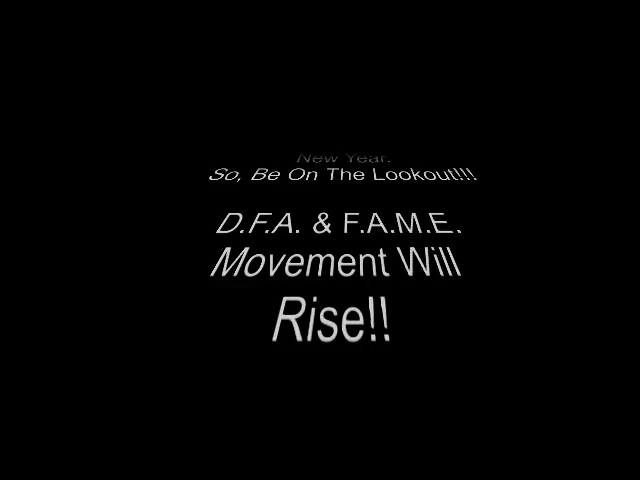 New Year.
So, Be On The Lookout!!!
D.F.A. & F.A.M.E.
Movement Will
Rise!!